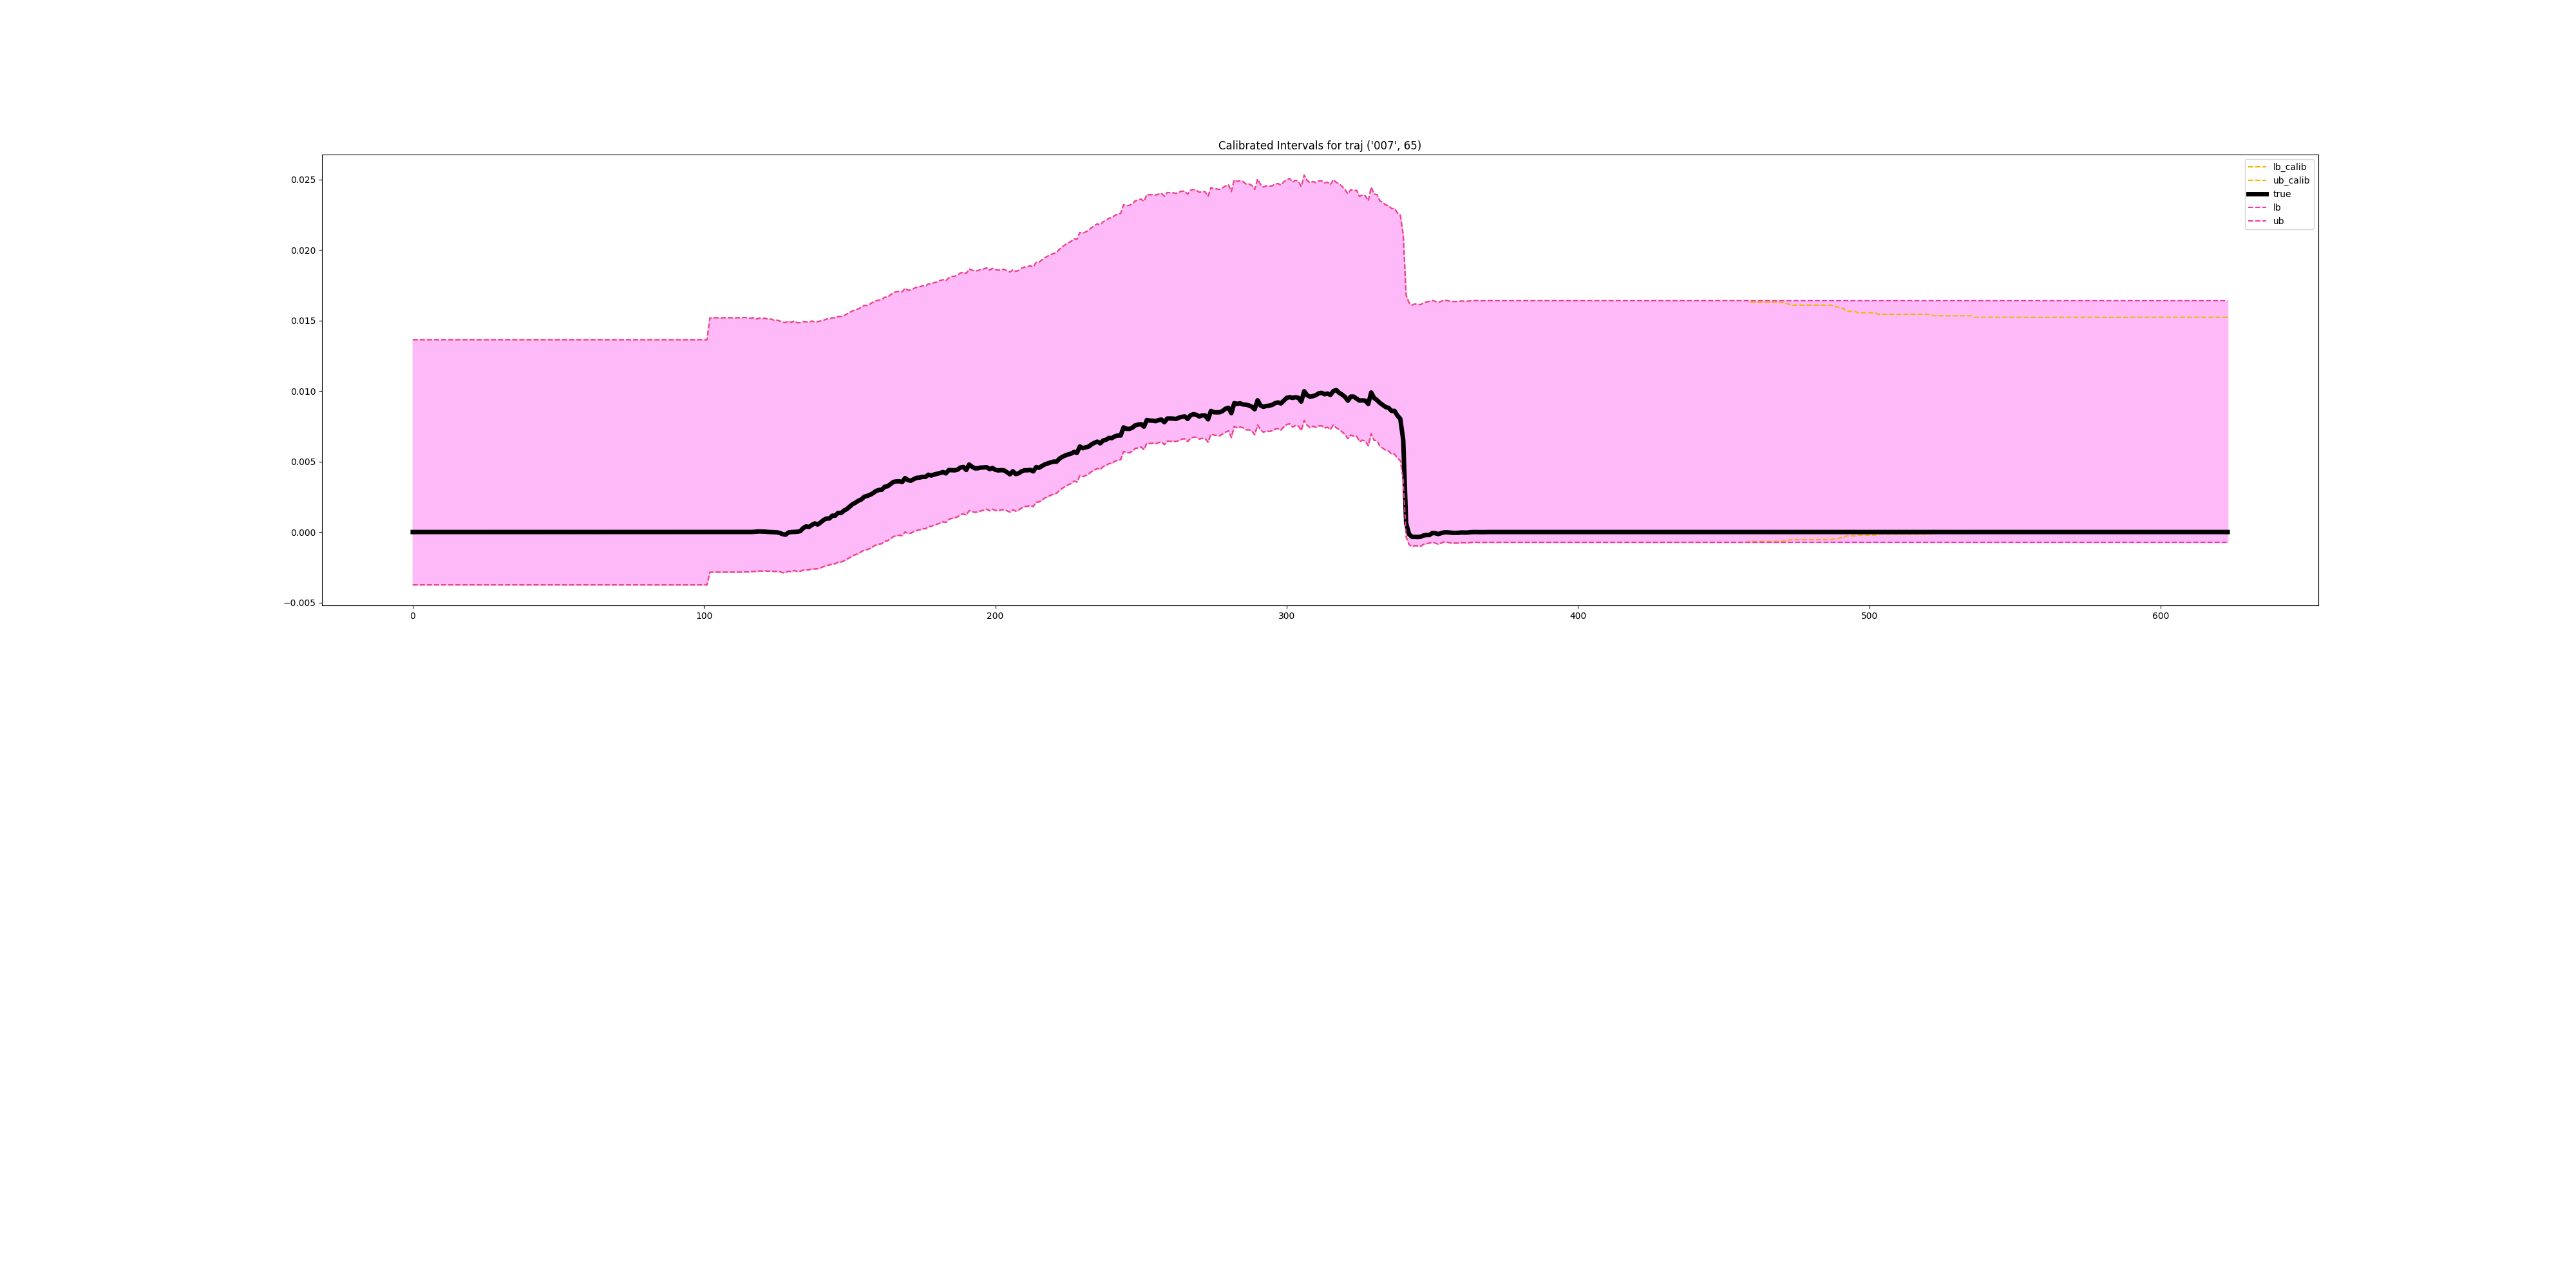 Calibrated Intervals for traj ('007', 65)
0.025
0.020
0.015
0.010
0.005
0.000
−0.005
0 100 200 300 400 500 600
lb_calib
ub_calib
true
lb
ub